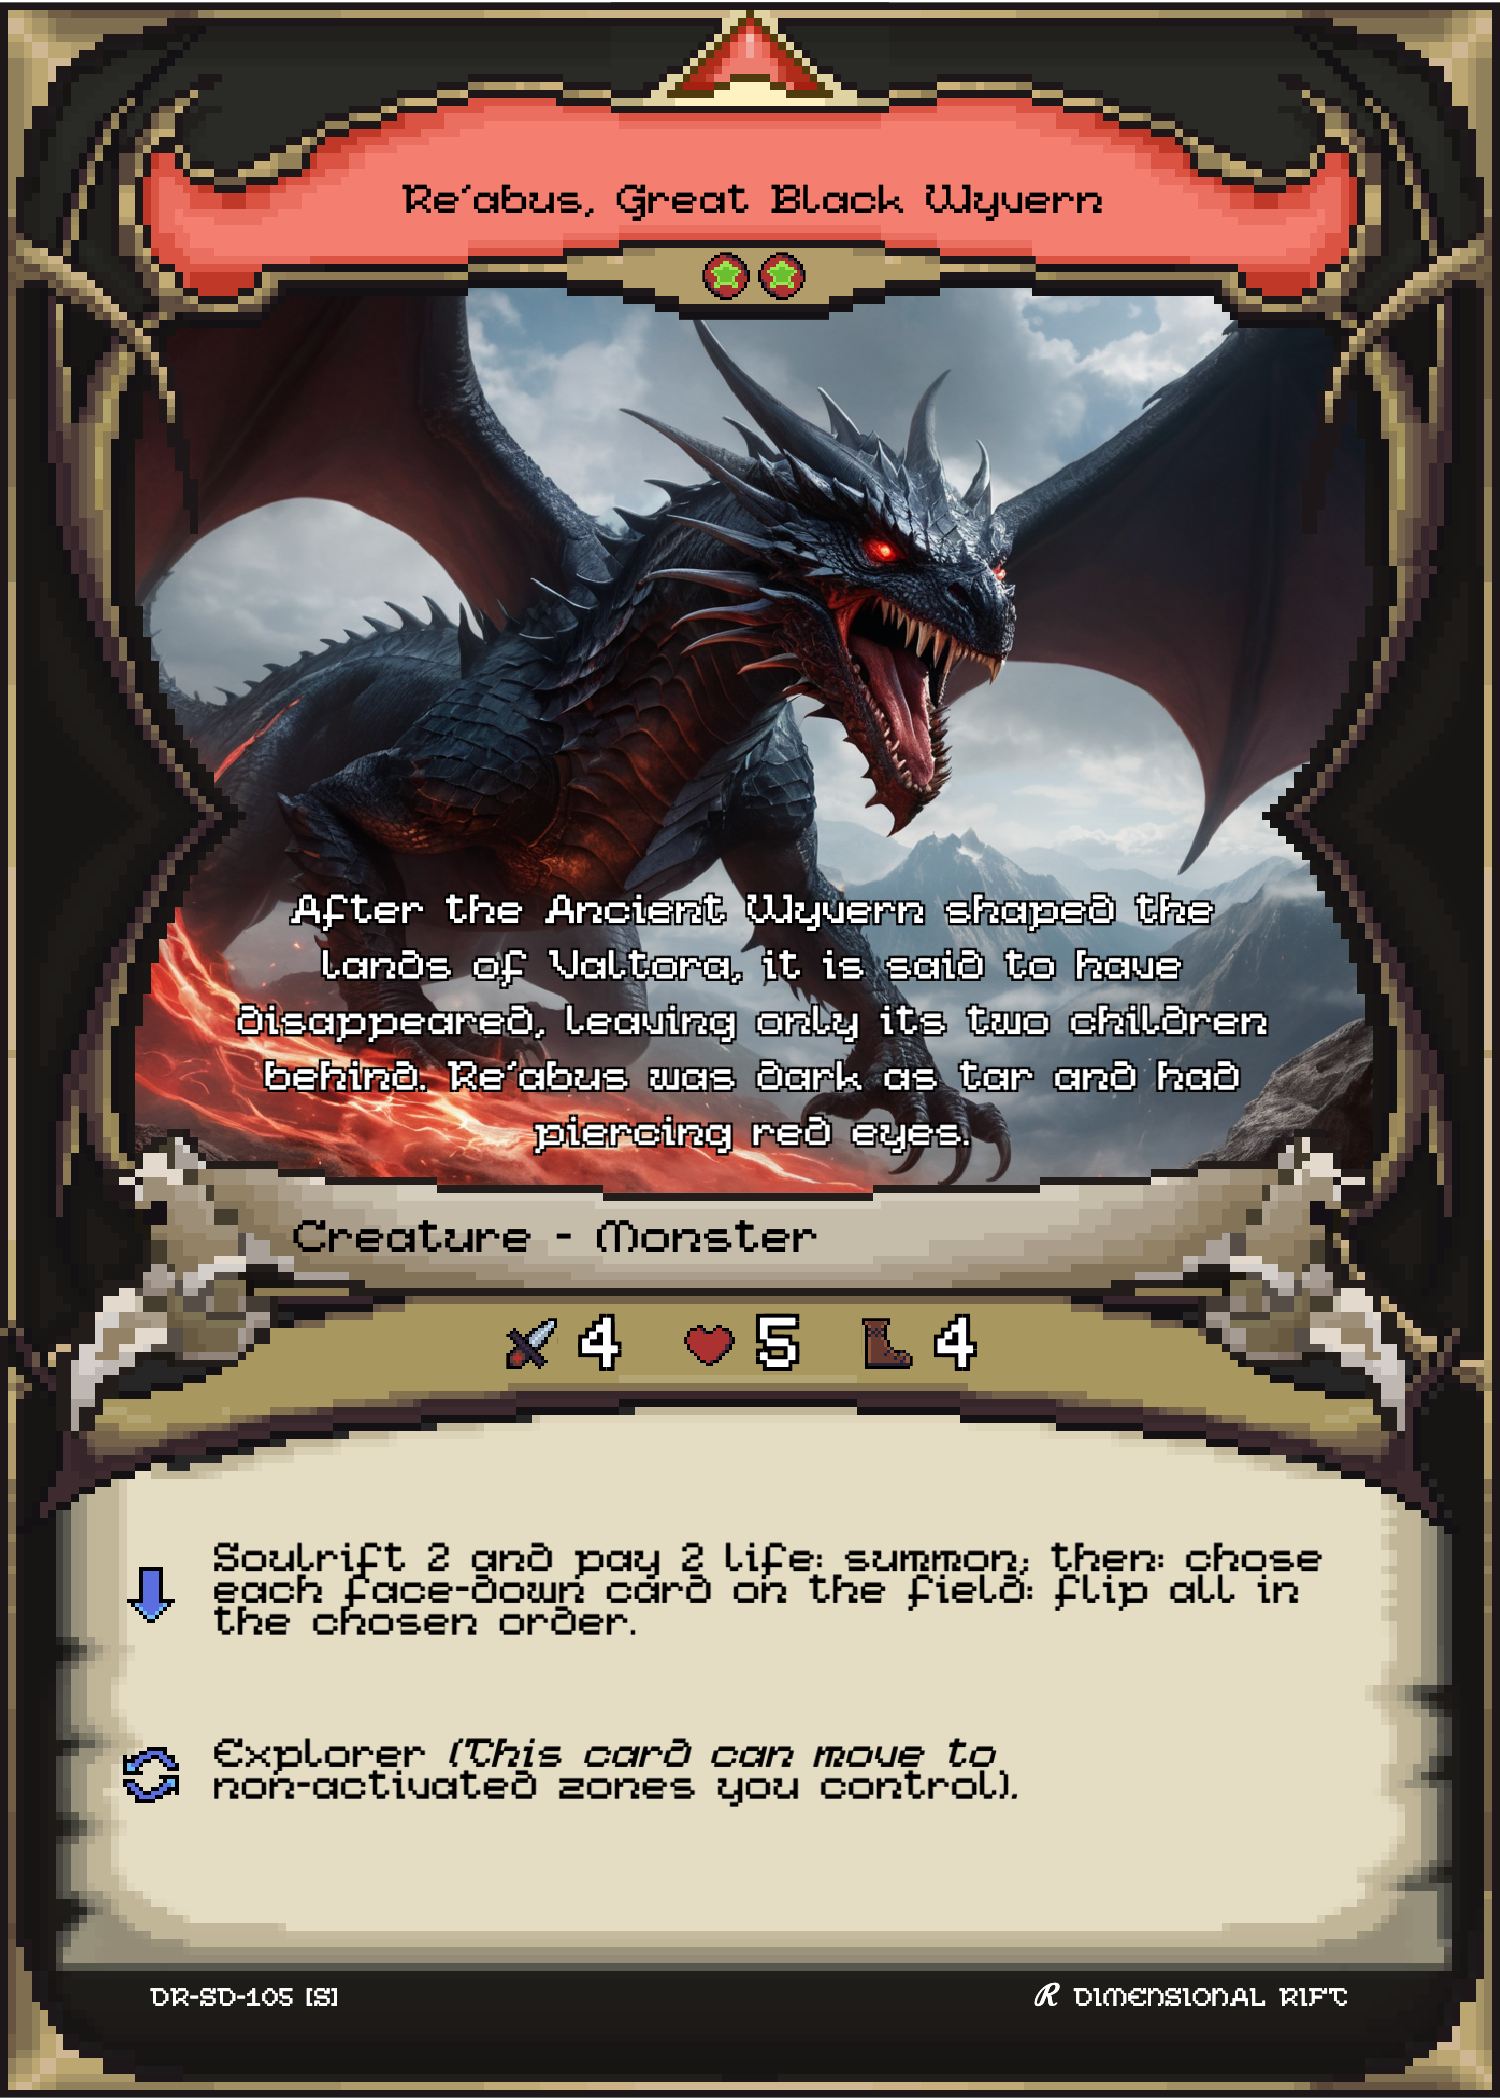 Re'abus, Great Black Wyvern
After the Ancient Wyvern shaped the
lands of Valtora, it is said to have
disappeared, leaving only its two children
behind. Re'abus was dark as tar and had
piercing red eyes.
Creature - Monster
4 5 4
Soulrift 2 and pay 2 life: summon; then: chose
each face-down card on the field: flip all in
the chosen order.
Explorer (This card can move to
non-activated zones you control).
DR-SD-105 [S]
R DIMENSIONAL RIFT